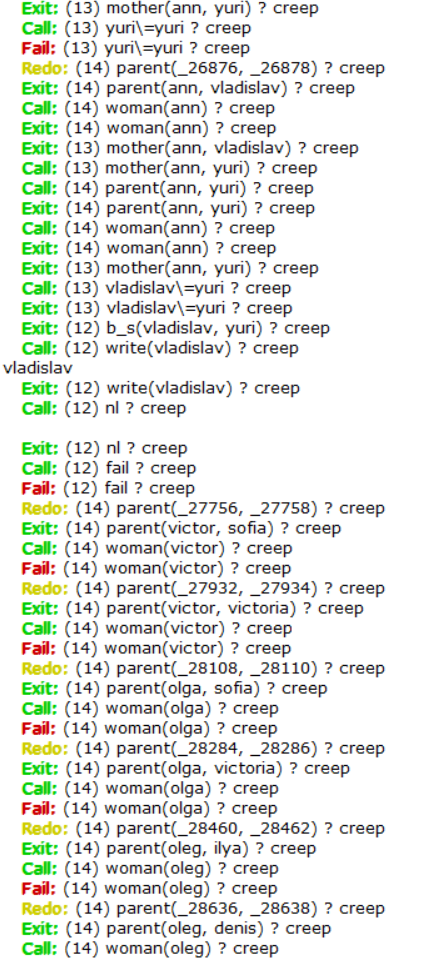 Exit: (13) mother(ann, yuri) ? creep
Call: (13) yuri\=yuri ? creep
Fail: (13) yuri\=yuri ? creep
Redo: (14) parent(_26876, _26878) ? creep
Exit: (14) parent(ann, vladislav) ? creep
Call: (14) woman(ann) ? creep
Exit: (14) woman(ann) ? creep
Exit: (13) mother(ann, vladislav) ? creep
Call: (13) mother(ann, yuri) ? creep
Call: (14) parent(ann, yuri) ? creep
Exit: (14) parent(ann, yuri) ? creep
Call: (14) woman(ann) ? creep
Exit: (14) woman(ann) ? creep
Exit: (13) mother(ann, yuri) ? creep
Call: (13) vladislav\=yuri ? creep
Exit: (13) vladislav\=yuri ? creep
Exit: (12) b_s(vladislav, yuri) ? creep
Call: (12) write(vladislav) ? creep
vladislav
Exit: (12) write(vladislav) ? creep
Call: (12) nl ? creep
Exit: (12) nl ? creep
Call: (12) fail ? creep
Fail: (12) fail ? creep
Redo: (14) parent(_27756, _27758) ? creep
Exit: (14) parent(victor, sofia) ? creep
Call: (14) woman(victor) ? creep
Fail: (14) woman(victor) ? creep
Redo: (14) parent(_27932, _27934) ? creep
Exit: (14) parent(victor, victoria) ? creep
Call: (14) woman(victor) ? creep
Fail: (14) woman(victor) ? creep
Redo: (14) parent(_28108, _28110) ? creep
Exit: (14) parent(olga, sofia) ? creep
Call: (14) woman(olga) ? creep
Fail: (14) woman(olga) ? creep
Redo: (14) parent(_28284, _28286) ? creep
Exit: (14) parent(olga, victoria) ? creep
Call: (14) woman(olga) ? creep
Fail: (14) woman(olga) ? creep
Redo: (14) parent(_28460, _28462) ? creep
Exit: (14) parent(oleg, ilya) ? creep
Call: (14) woman(oleg) ? creep
Fail: (14) woman(oleg) ? creep
Redo: (14) parent(_28636, _28638) ? creep
Exit: (14) parent(oleg, denis) ? creep
Call: (14) woman(oleg) ? creep